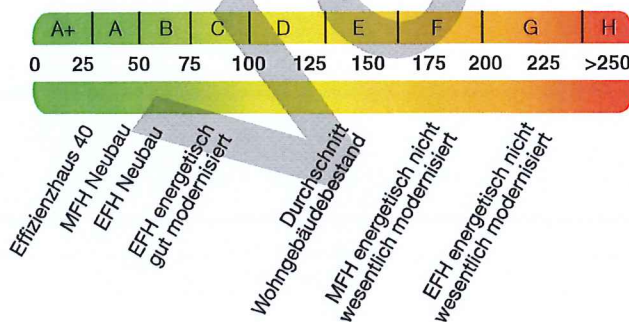 A+ A B C D E F G H
0 25 50 75 100 125 150 175 200 225 >250
Effizienzhaus 40
MFH Neubau
EFH Neubau
EFH energetisch
gut modernisiert
Durchschnitt
Wohngebäudebestand
MFH energetisch nicht
wesentlich modernisiert
EFH energetisch nicht
wesentlich modernisiert